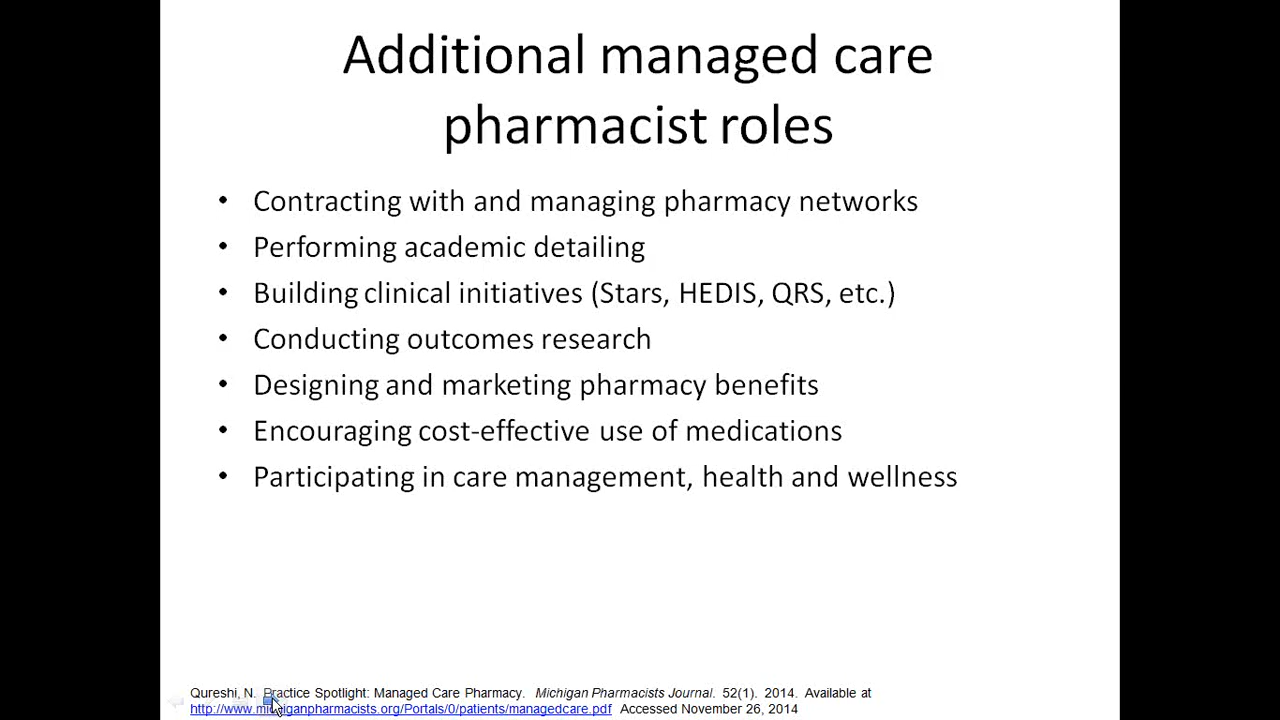 Additional managed care
pharmacist roles
• Contracting with and managing pharmacy networks
• Performing academic detailing
• Building clinical initiatives (Stars, HEDIS, QRS, etc.)
• Conducting outcomes research
• Designing and marketing pharmacy benefits
• Encouraging cost-effective use of medications
• Participating in care management, health and wellness
Qureshi, N. Practice Spotlight: Managed Care Pharmacy. Michigan Pharmacists Journal. 52(1). 2014. Available at
http://www.michiganpharmacists.org/Portals/0/patients/managedcare.pdf Accessed November 26, 2014